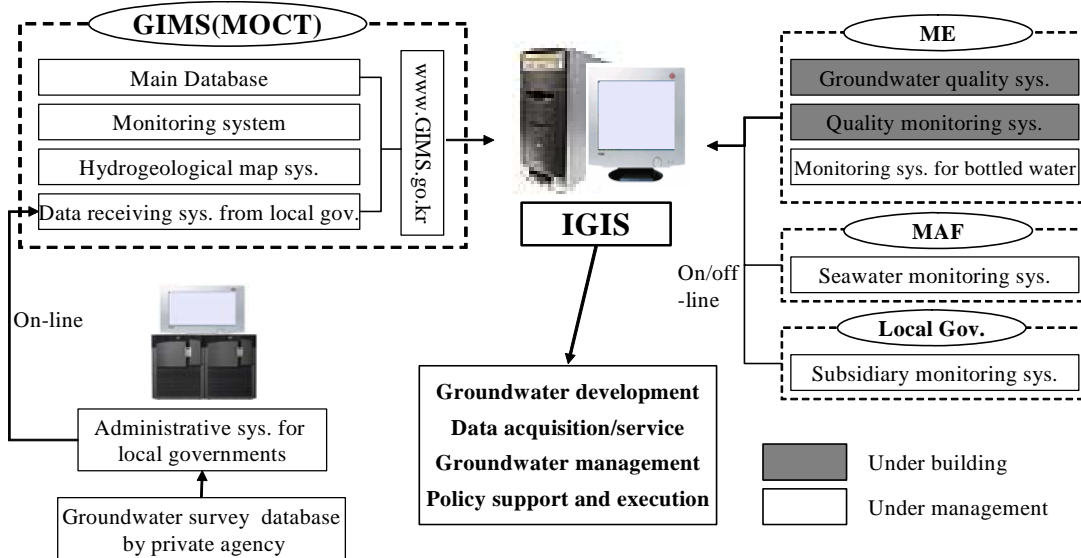 GIMS(MOCT)
Main Database
Monitoring system
Hydrogeological map sys.
Data receiving sys. from local gov.
www.GIMS.go.kr
On-line
Administrative sys. for
local governments
Groundwater survey database
by private agency
IGIS
Groundwater development
Data acquisition/service
Groundwater management
Policy support and execution
On/off
-line
ME
Groundwater quality sys.
Quality monitoring sys.
Monitoring sys. for bottled water
MAF
Seawater monitoring sys.
Local Gov.
Subsidiary monitoring sys.
Under building
Under management